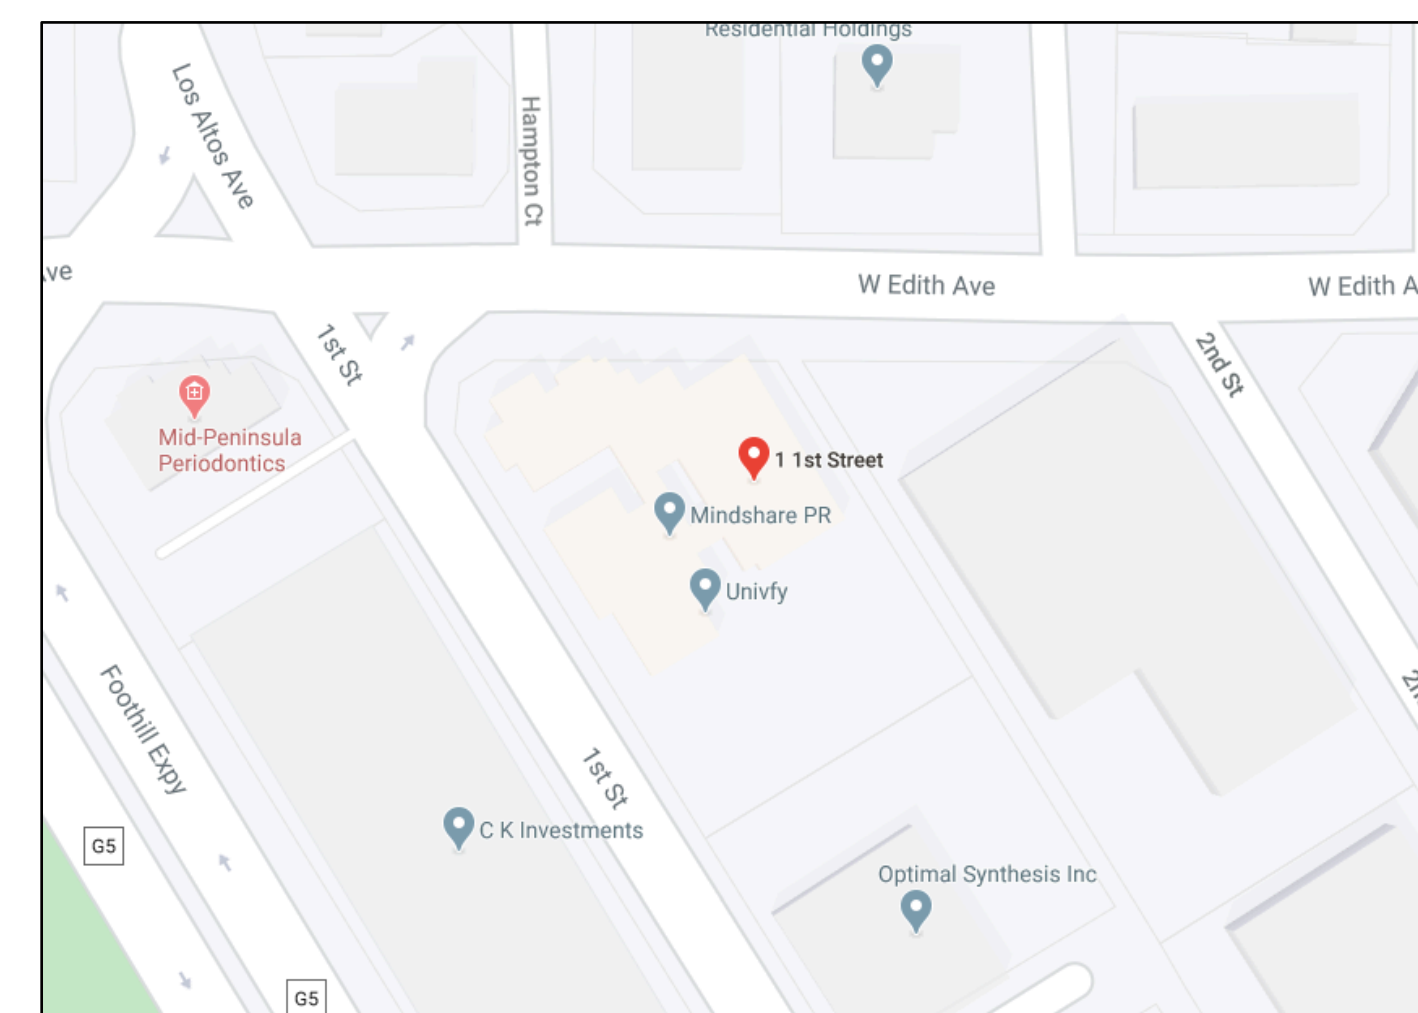 Residential Holdings
Los Altos Ave
Hampton Ct
ve
W Edith Ave
W Edith A
1st St
2nd St
Mid-Peninsula
Periodontics
1 1st Street
Mindshare PR
Univfy
Foothill Expy
2n
1st St
C K Investments
G5
Optimal Synthesis Inc
G5